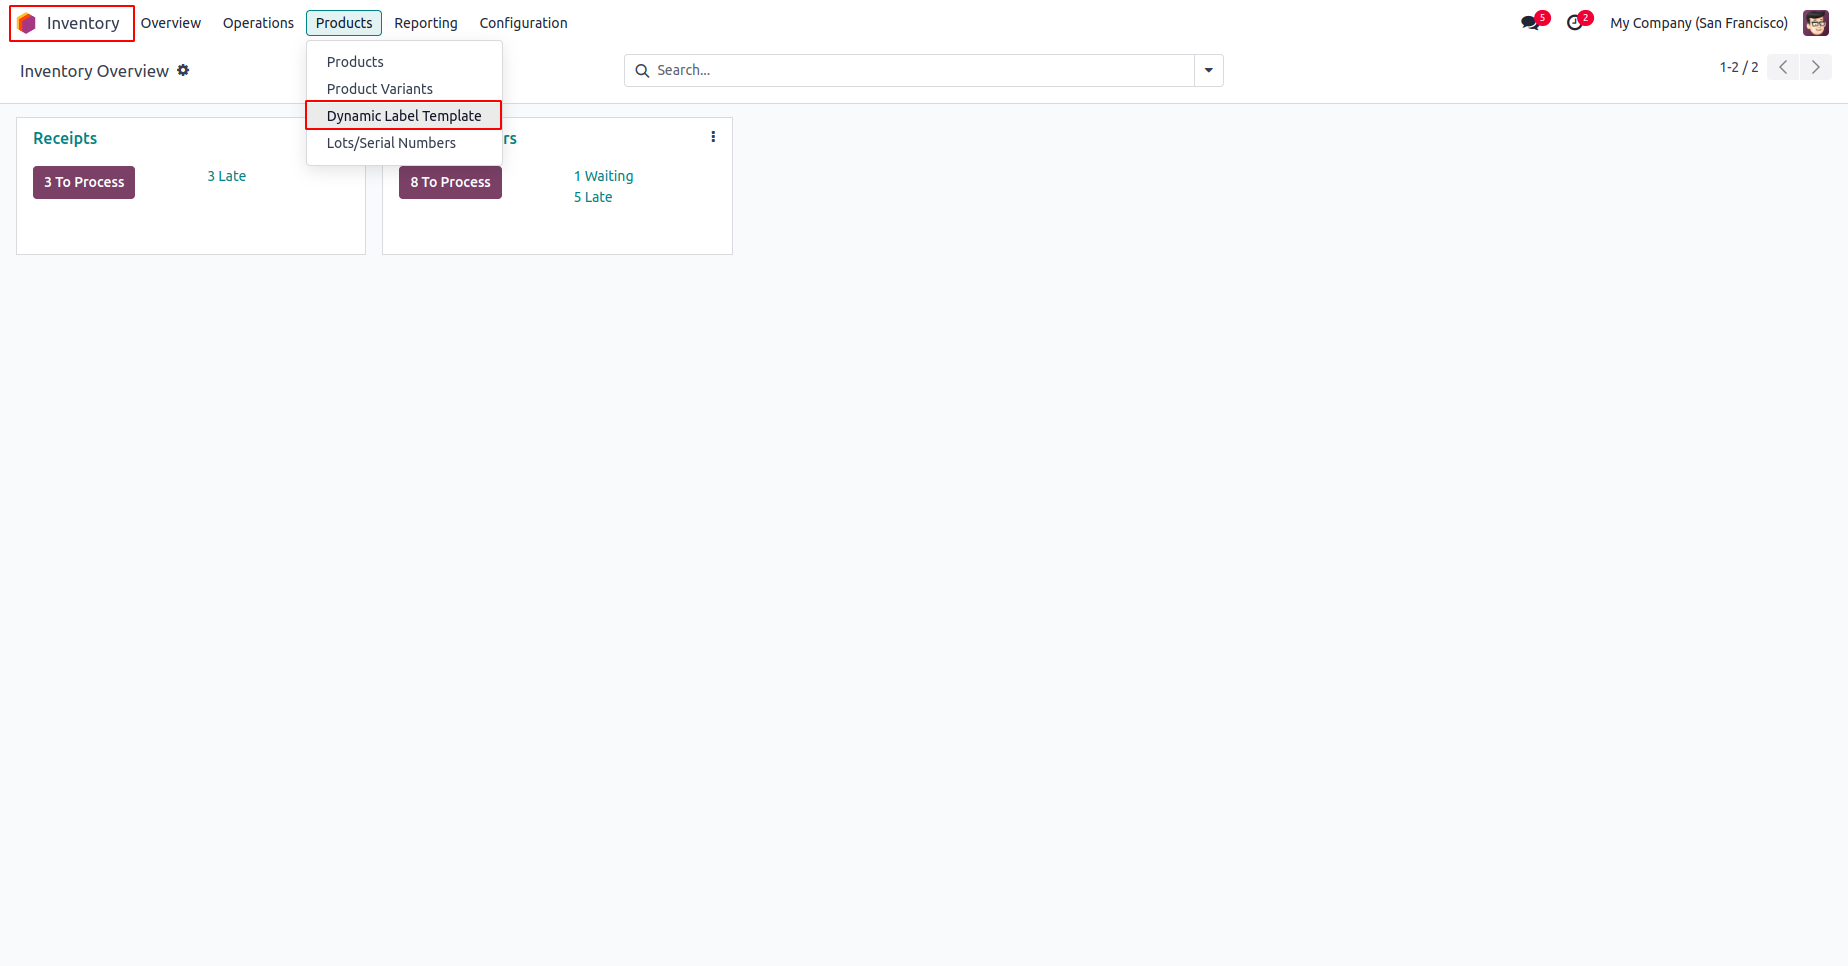 Inventory Overview Operations Products Reporting Configuration 5 2 My Company (San Francisco)
Inventory Overview Search... 1-2 / 2
Products
Product Variants
Dynamic Label Template
Lots/Serial Numbers
Receipts rs
3 To Process 3 Late 8 To Process 1 Waiting
5 Late